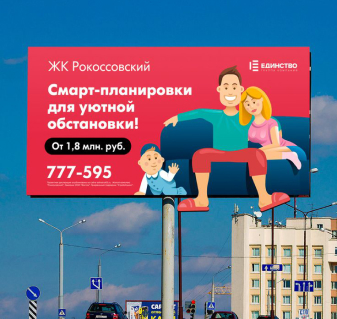 ЖК Рокоссовский
ЕДИНСТВО
Смарт-планировки
для уютной
обстановки!
От 1,8 млн. руб.
777-595